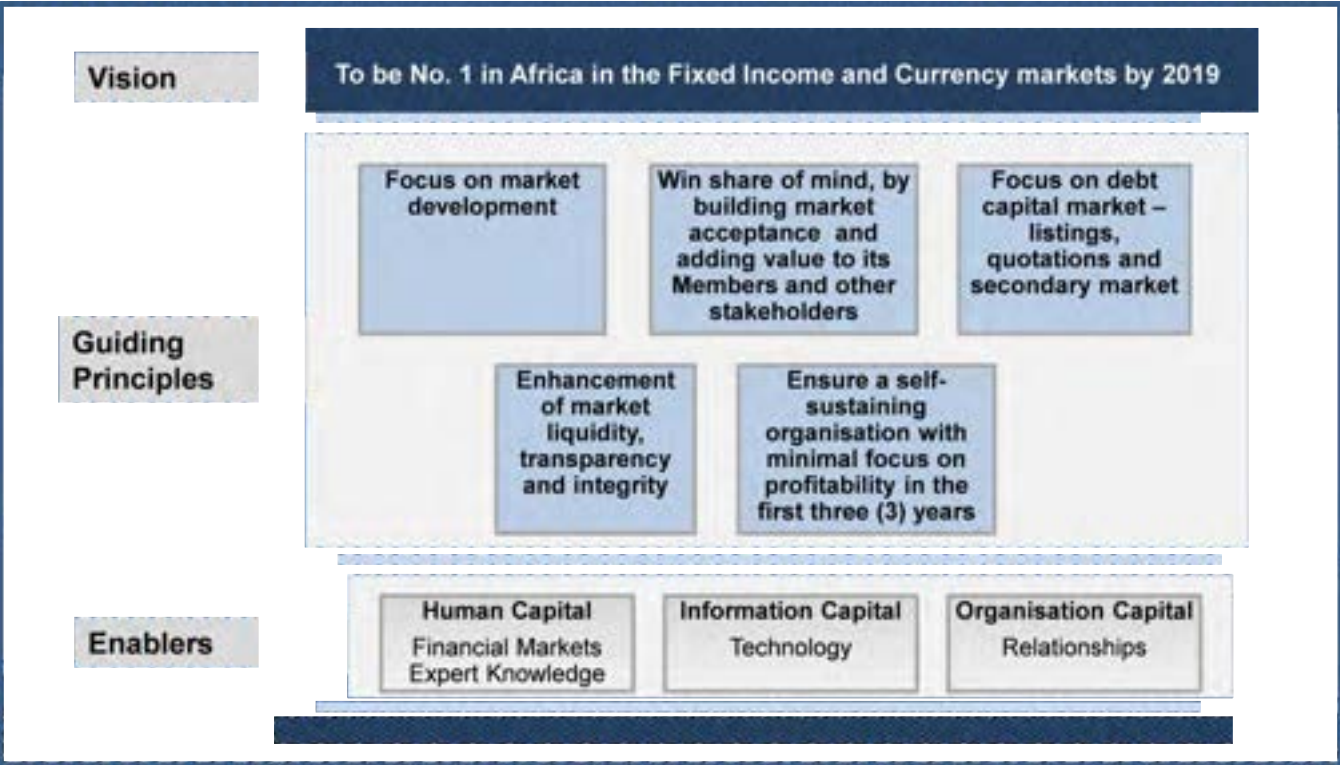 Vision
To be No. 1 in Africa in the Fixed Income and Currency markets by 2019
Guiding
Principles
Focus on market
development
Win share of mind, by
building market
acceptance and
adding value to its
Members and other
stakeholders
Focus on debt
capital market –
listings,
quotations and
secondary market
Enhancement
of market
liquidity,
transparency
and integrity
Ensure a self-
sustaining
organisation with
minimal focus on
profitability in the
first three (3) years
Enablers
Human Capital
Financial Markets
Expert Knowledge
Information Capital
Technology
Organisation Capital
Relationships